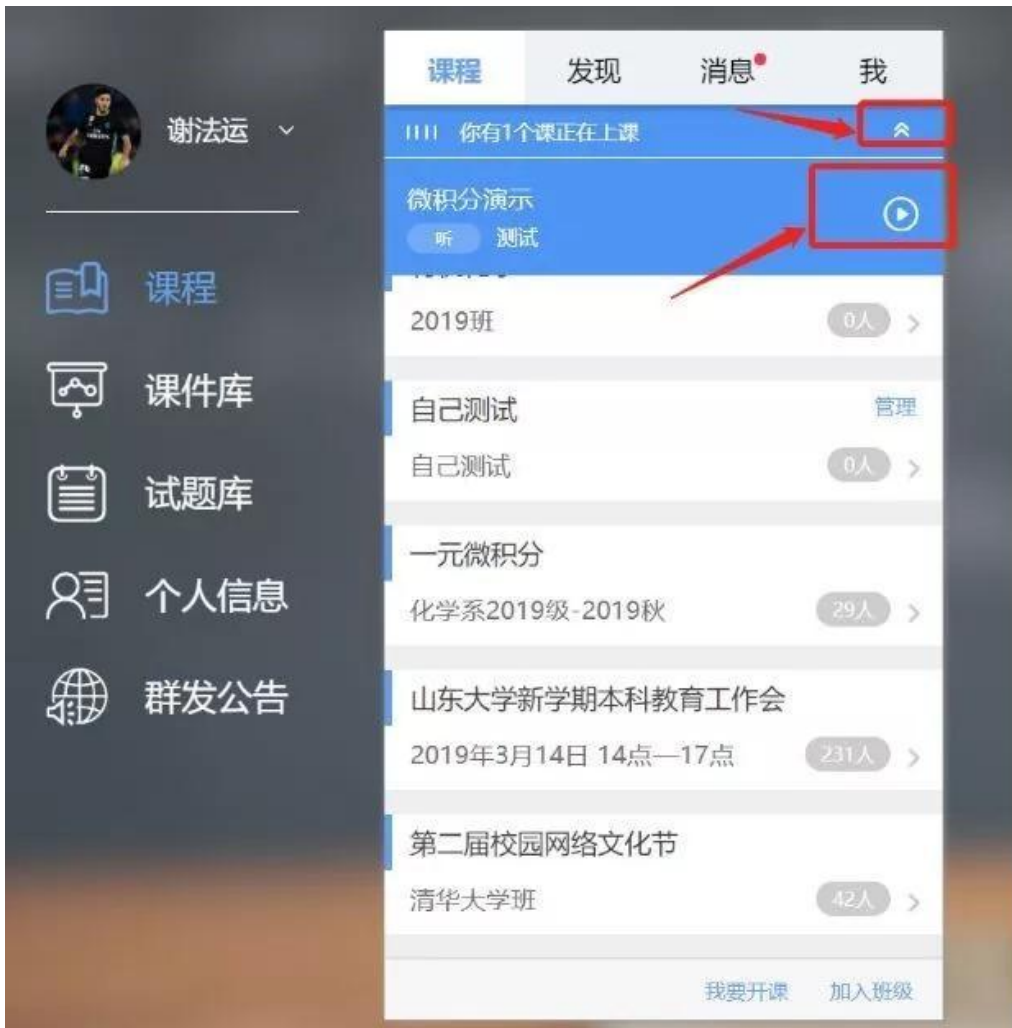 谢法运
课程
课件库
试题库
个人信息
群发公告
课程 发现 消息 我
你有1个课正在上课
微积分演示
听 测试
2019班 0人
自己测试 管理
自己测试 0人
一元微积分
化学系2019级-2019秋 29人
山东大学新学期本科教育工作会
2019年3月14日 14点—17点 231人
第二届校园网络文化节
清华大学班 42人
我要开课 加入班级